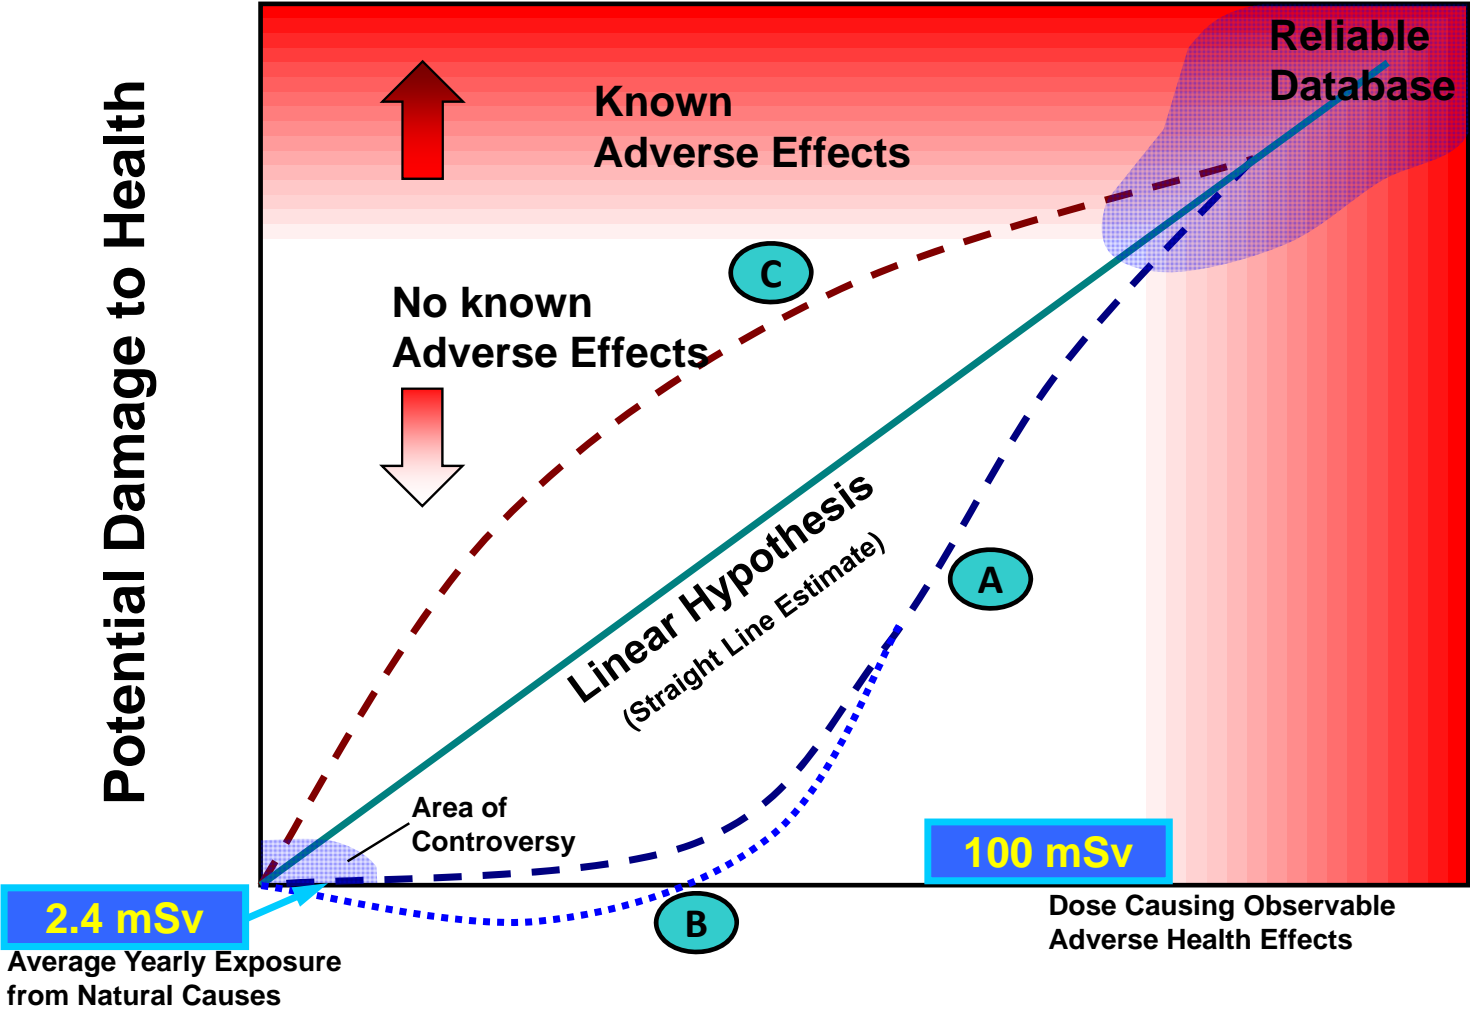 Reliable
Database
Known
Adverse Effects
C
No known
Adverse Effects
Potential Damage to Health
Linear Hypothesis
(Straight Line Estimate)
A
Area of
Controversy
100 mSv
2.4 mSv
B
Dose Causing Observable
Adverse Health Effects
Average Yearly Exposure
from Natural Causes